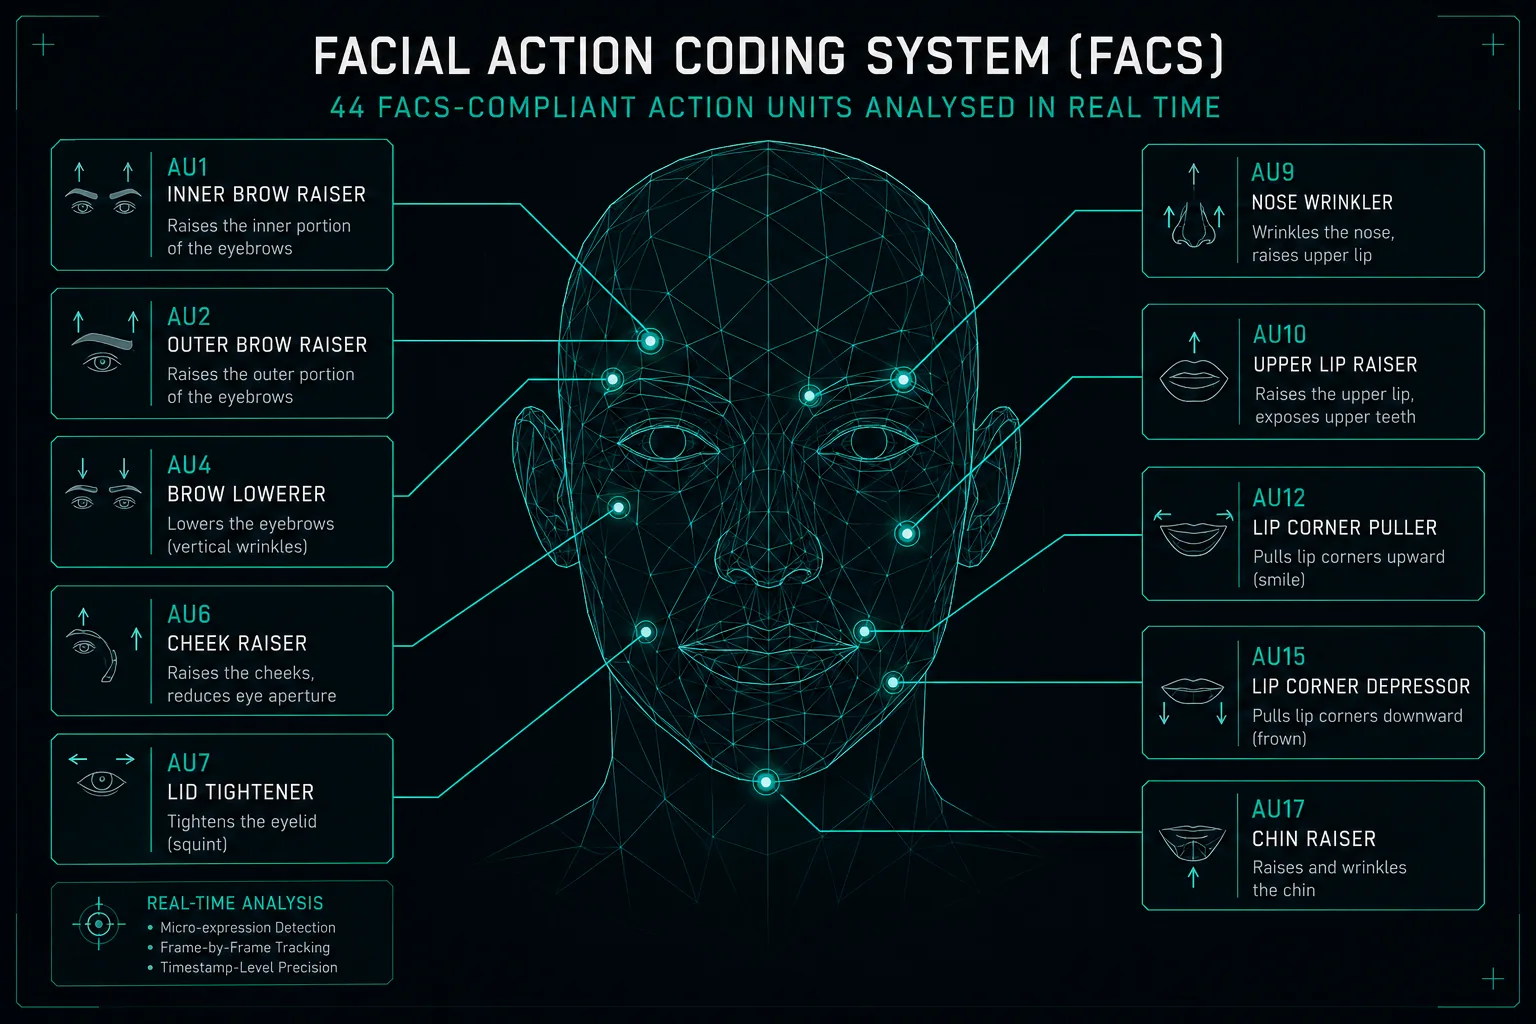 FACIAL ACTION CODING SYSTEM (FACS)
44 FACS-COMPLIANT ACTION UNITS ANALYSED IN REAL TIME
AU1
INNER BROW RAISER
Raises the inner portion
of the eyebrows
AU2
OUTER BROW RAISER
Raises the outer portion
of the eyebrows
AU4
BROW LOWERER
Lowers the eyebrows
(vertical wrinkles)
AU6
CHEEK RAISER
Raises the cheeks,
reduces eye aperture
AU7
LID TIGHTENER
Tightens the eyelid
(squint)
REAL-TIME ANALYSIS
• Micro-expression Detection
• Frame-by-Frame Tracking
• Timestamp-Level Precision
AU9
NOSE WRINKLER
Wrinkles the nose,
raises upper lip
AU10
UPPER LIP RAISER
Raises the upper lip,
exposes upper teeth
AU12
LIP CORNER PULLER
Pulls lip corners upward
(smile)
AU15
LIP CORNER DEPRESSOR
Pulls lip corners downward
(frown)
AU17
CHIN RAISER
Raises and wrinkles
the chin